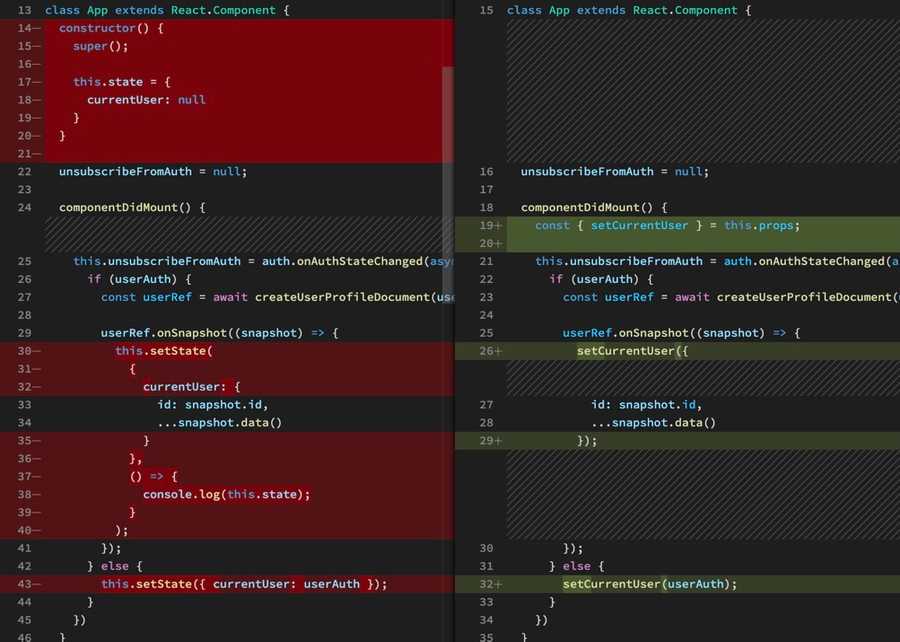 13 class App extends React.Component {
14— constructor() {
15— super();
16—
17— this.state = {
18— currentUser: null
19— }
20— }
21—
22 unsubscribeFromAuth = null;
23
24 componentDidMount() {
25 this.unsubscribeFromAuth = auth.onAuthStateChanged(asy
26 if (userAuth) {
27 const userRef = await createUserProfileDocument(use
28
29 userRef.onSnapshot((snapshot) => {
30— this.setState(
31— {
32— currentUser: {
33 id: snapshot.id,
34 ...snapshot.data()
35— }
36— },
37— () => {
38— console.log(this.state);
39— }
40— );
41 });
42 } else {
43— this.setState({ currentUser: userAuth });
44 }
45 })
46 }
15 class App extends React.Component {
16 unsubscribeFromAuth = null;
17
18 componentDidMount() {
19+ const { setCurrentUser } = this.props;
20+
21 this.unsubscribeFromAuth = auth.onAuthStateChanged(a
22 if (userAuth) {
23 const userRef = await createUserProfileDocument(u
24
25 userRef.onSnapshot((snapshot) => {
26+ setCurrentUser({
27 id: snapshot.id,
28 ...snapshot.data()
29+ });
30 });
31 } else {
32+ setCurrentUser(userAuth);
33 }
34 })
35 }